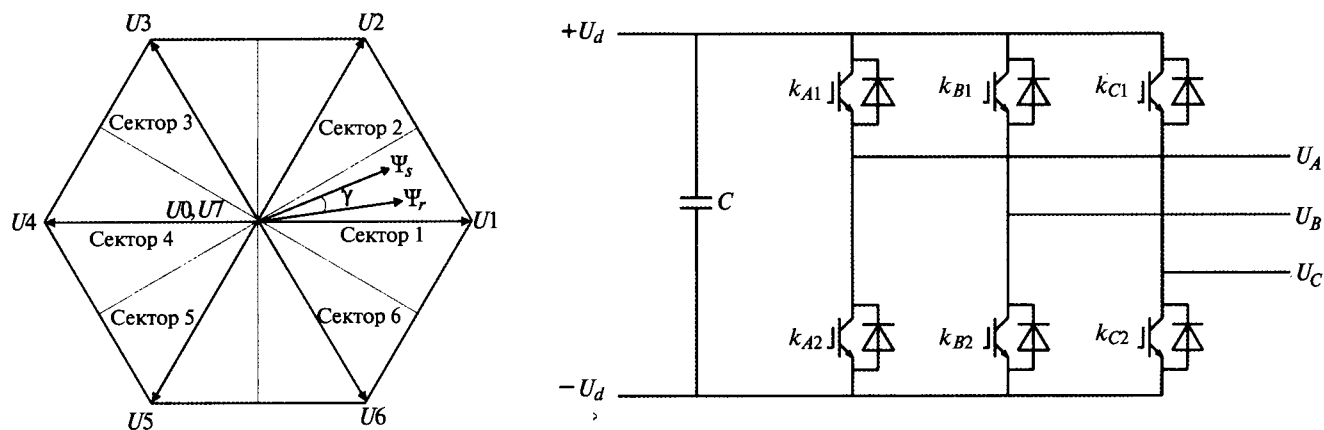 U3
U2
Сектор 3
Сектор 2
Ψs
γ
Ψr
U4
U0, U7
U1
Сектор 4
Сектор 1
Сектор 5
Сектор 6
U5
U6
+Ud
kA1
kB1
kC1
UA
C
UB
UC
kA2
kB2
kC2
−Ud